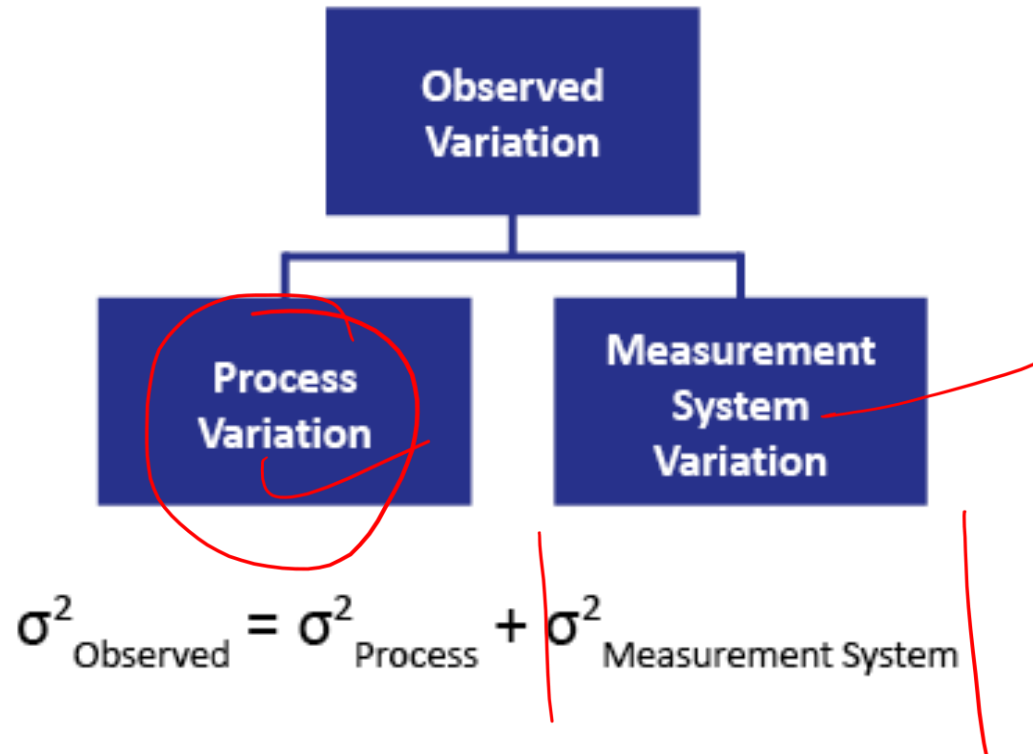 Observed
Variation
Process
Variation
Measurement
System
Variation
σ²Observed = σ²Process + σ²Measurement System